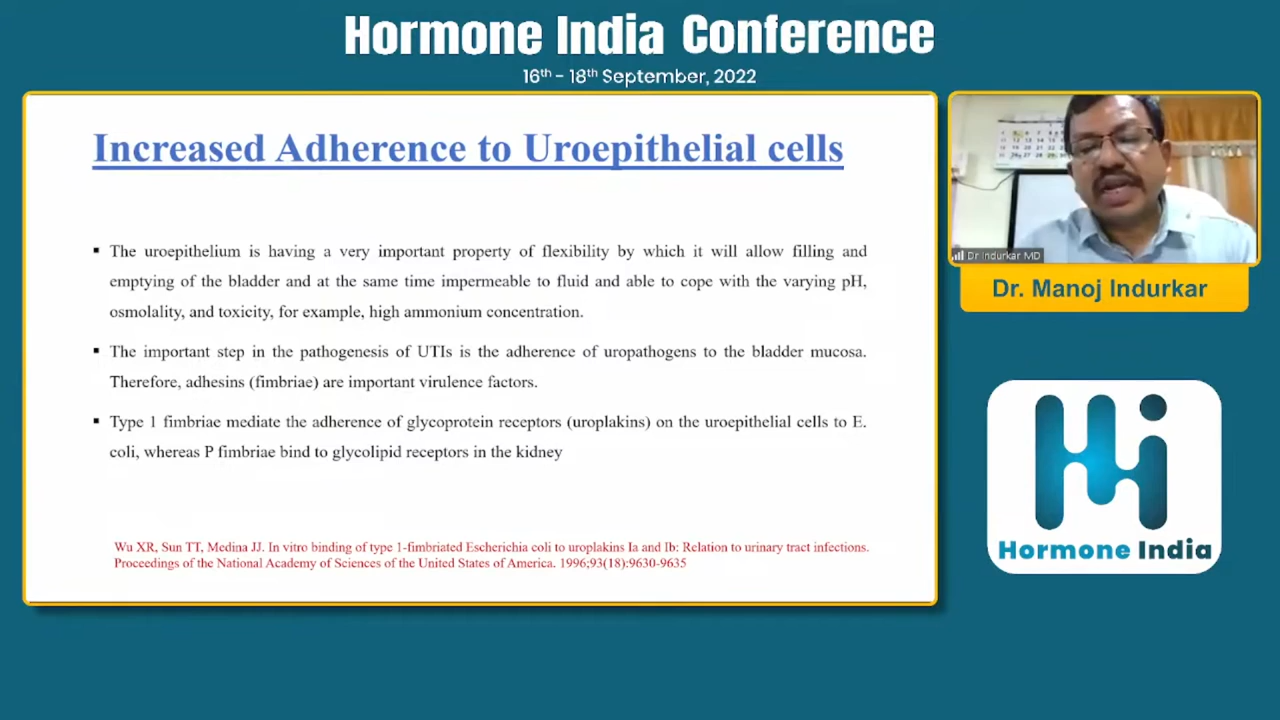 Hormone India Conference
16th - 18th September, 2022
Increased Adherence to Uroepithelial cells
▪ The uroepithelium is having a very important property of flexibility by which it will allow filling and
emptying of the bladder and at the same time impermeable to fluid and able to cope with the varying pH,
osmolality, and toxicity, for example, high ammonium concentration.
▪ The important step in the pathogenesis of UTIs is the adherence of uropathogens to the bladder mucosa.
Therefore, adhesins (fimbriae) are important virulence factors.
▪ Type 1 fimbriae mediate the adherence of glycoprotein receptors (uroplakins) on the uroepithelial cells to E.
coli, whereas P fimbriae bind to glycolipid receptors in the kidney
Wu XR, Sun TT, Medina JJ. In vitro binding of type 1-fimbriated Escherichia coli to uroplakins Ia and Ib: Relation to urinary tract infections.
Proceedings of the National Academy of Sciences of the United States of America. 1996;93(18):9630-9635
Dr Indurkar MD
Dr. Manoj Indurkar
Hi
Hormone India